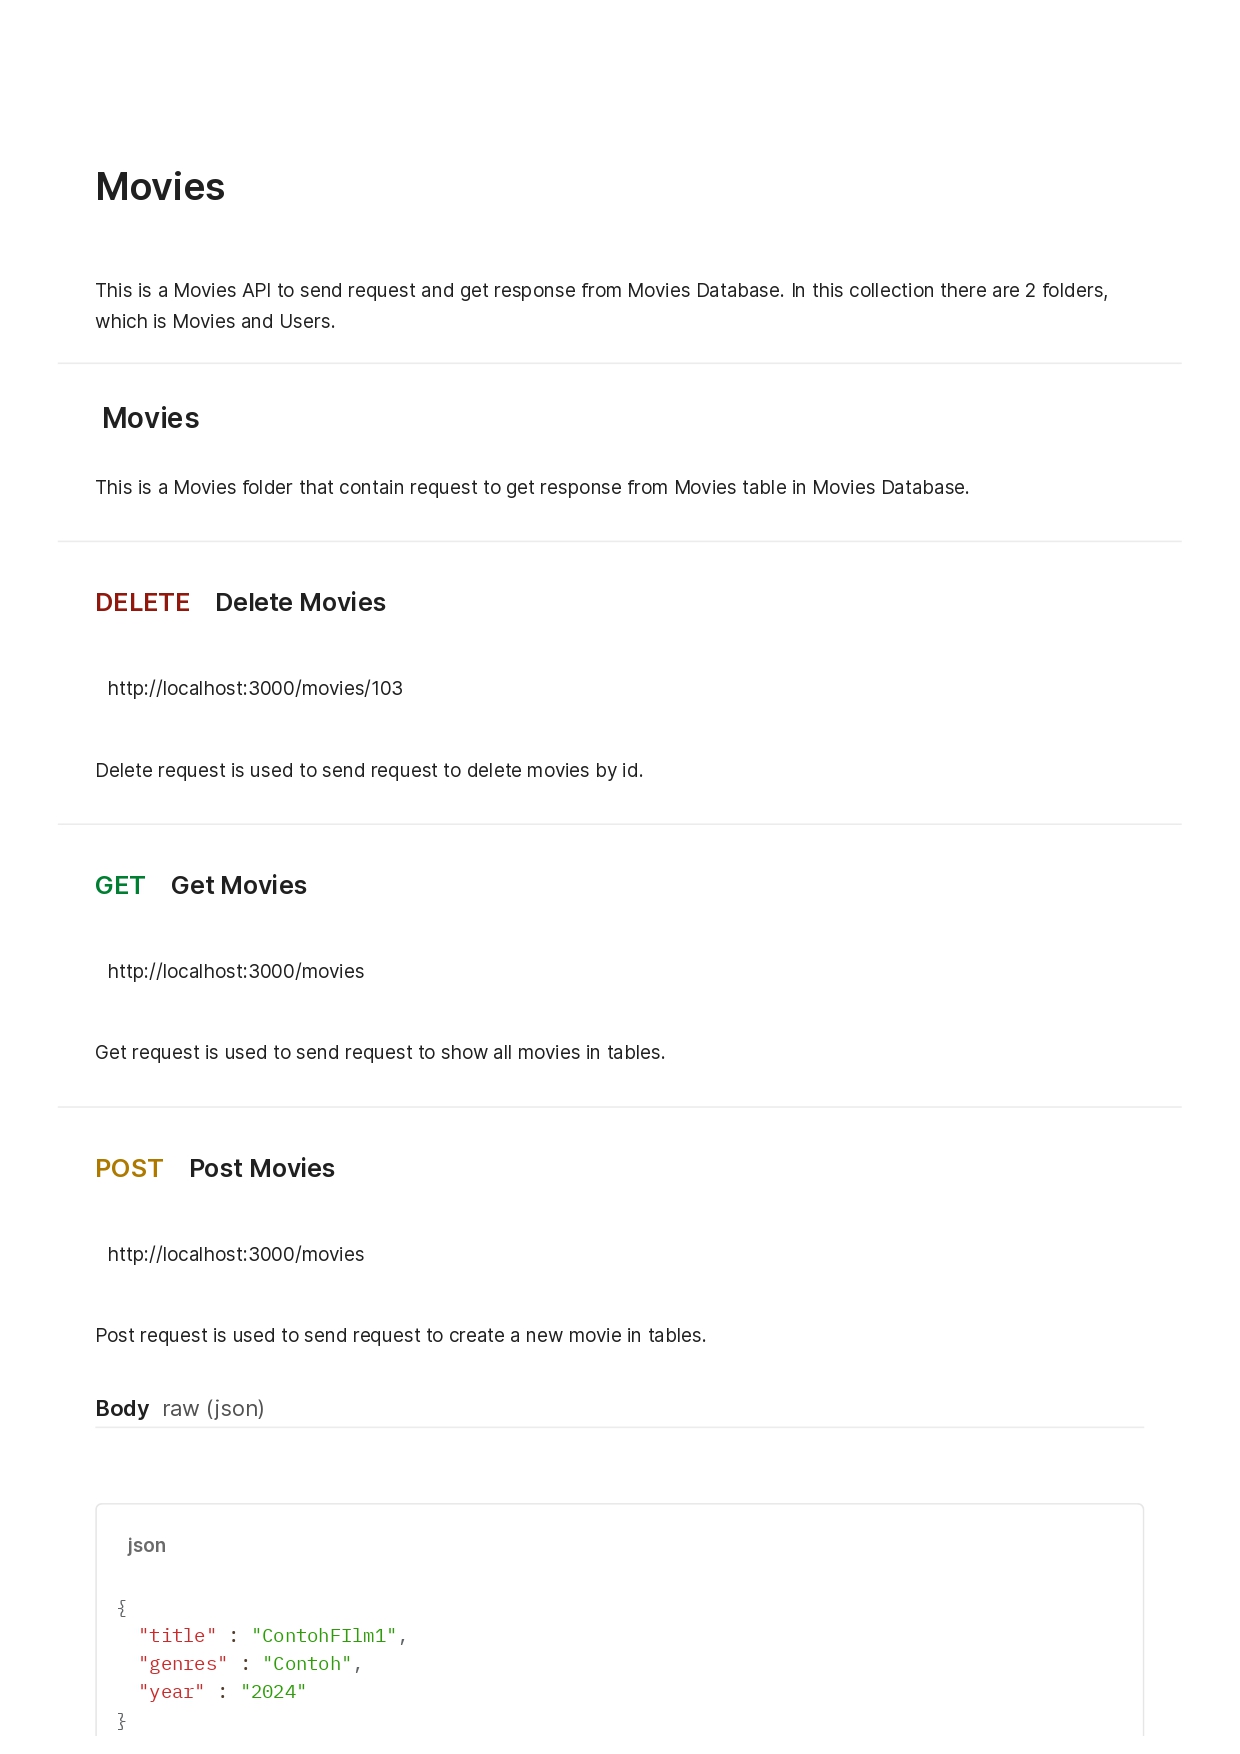 Movies
This is a Movies API to send request and get response from Movies Database. In this collection there are 2 folders,
which is Movies and Users.
Movies
This is a Movies folder that contain request to get response from Movies table in Movies Database.
DELETE Delete Movies
http://localhost:3000/movies/103
Delete request is used to send request to delete movies by id.
GET Get Movies
http://localhost:3000/movies
Get request is used to send request to show all movies in tables.
POST Post Movies
http://localhost:3000/movies
Post request is used to send request to create a new movie in tables.
Body raw (json)
json
{
"title" : "ContohFIlm1",
"genres" : "Contoh",
"year" : "2024"
}